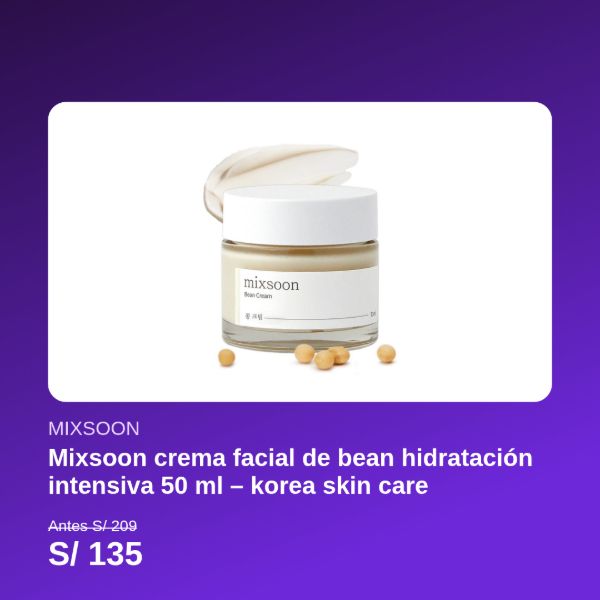 mixsoon
Bean Cream
MIXSOON
Mixsoon crema facial de bean hidratación
intensiva 50 ml – korea skin care
Antes S/ 209
S/ 135